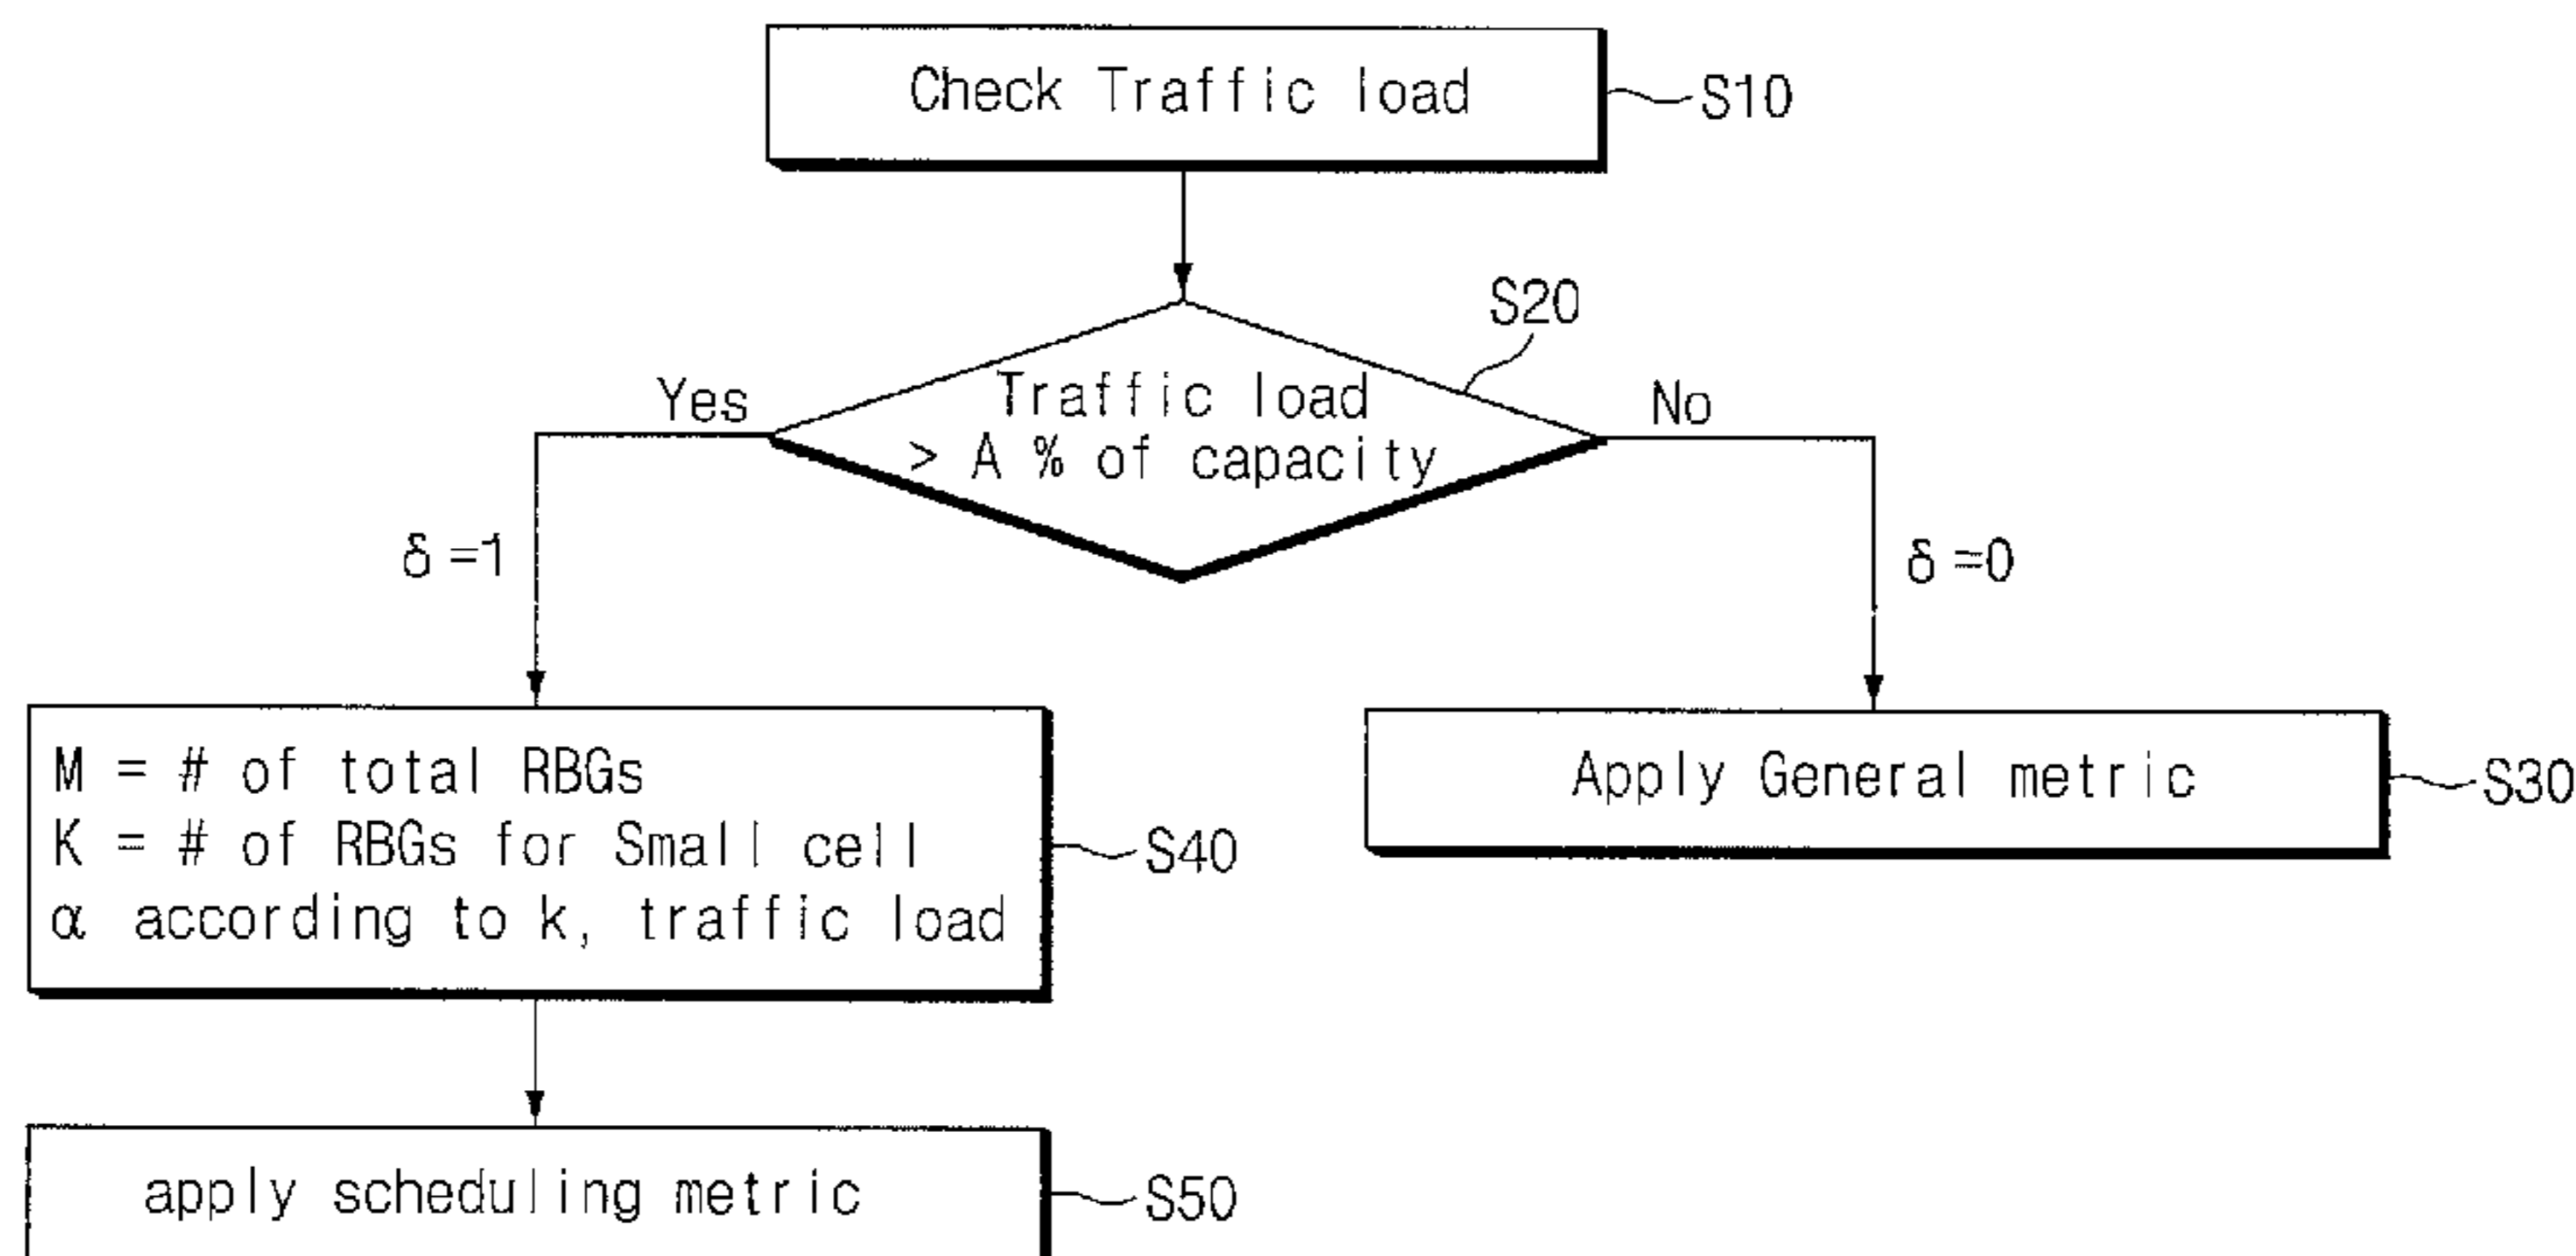 Check Traffic load
S10
S20
Traffic load
> A % of capacity
Yes
No
δ =1
δ =0
M = # of total RBGs
K = # of RBGs for Small cell
α according to k, traffic load
S40
Apply General metric
S30
apply scheduling metric
S50